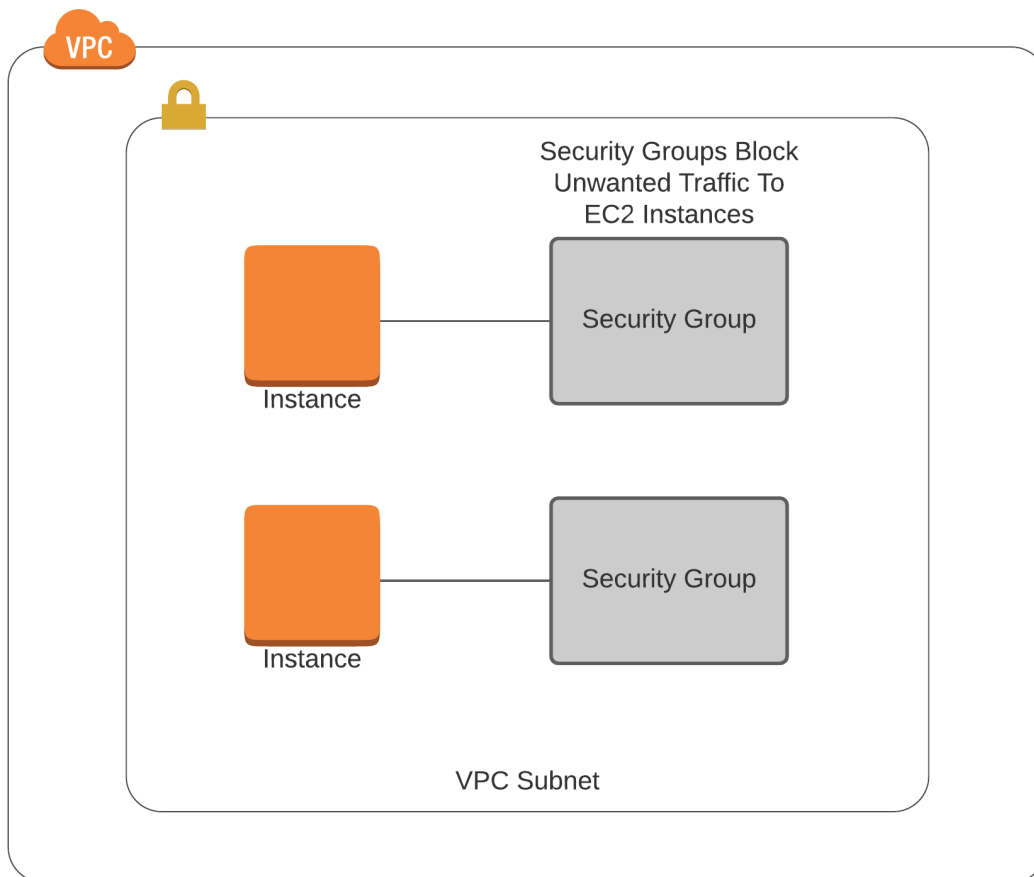 VPC
Security Groups Block
Unwanted Traffic To
EC2 Instances
Security Group
Instance
Security Group
Instance
VPC Subnet